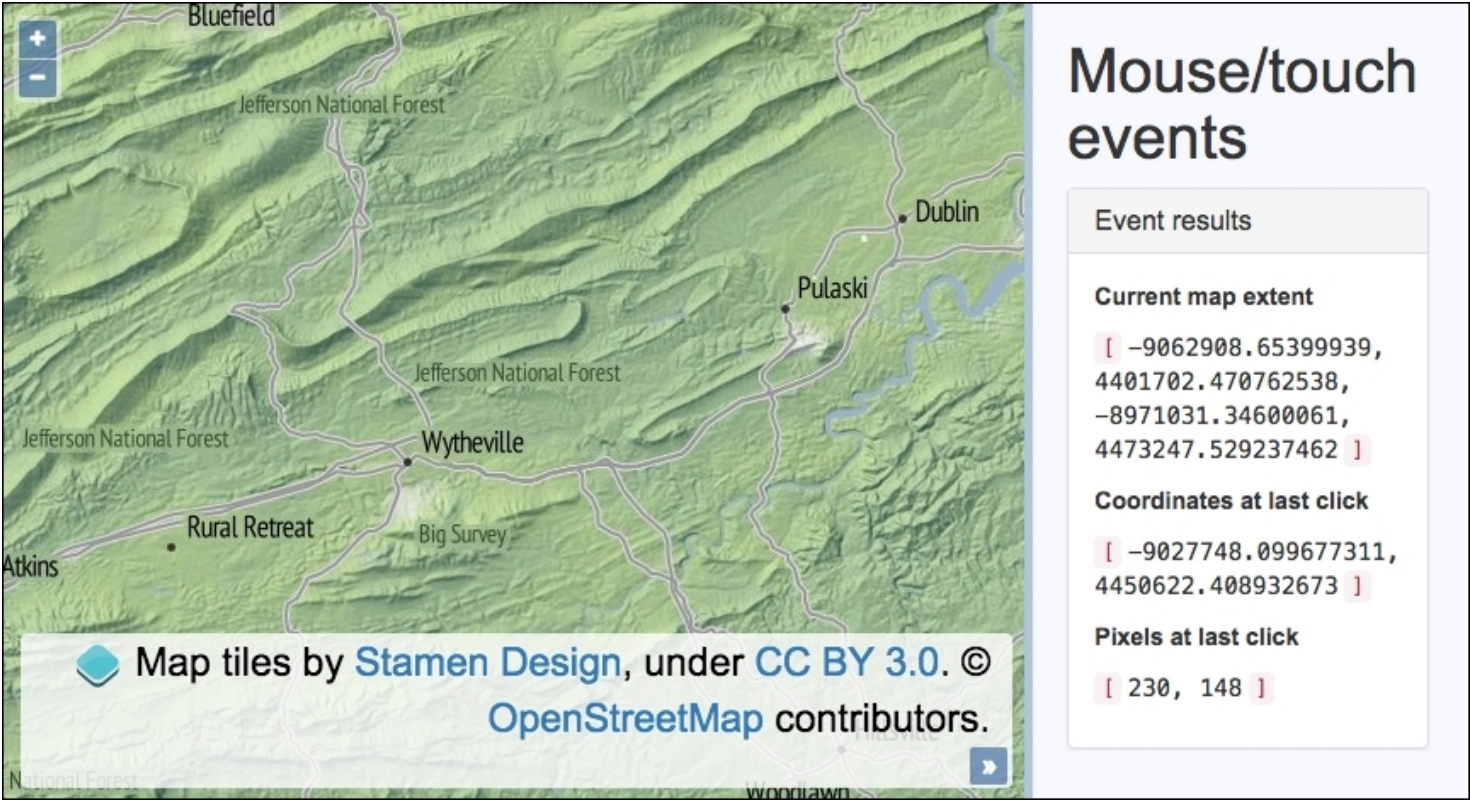 Bluefield
+
−
Jefferson National Forest
Dublin
Pulaski
Jefferson National Forest
Jefferson National Forest
Wytheville
Rural Retreat
Big Survey
Atkins
Map tiles by Stamen Design, under CC BY 3.0. ©
OpenStreetMap contributors.
Hillsville
»
National Forest
Woodlawn
Mouse/touch
events
Event results
Current map extent
[ −9062908.65399939,
4401702.470762538,
−8971031.34600061,
4473247.529237462 ]
Coordinates at last click
[ −9027748.099677311,
4450622.408932673 ]
Pixels at last click
[ 230, 148 ]